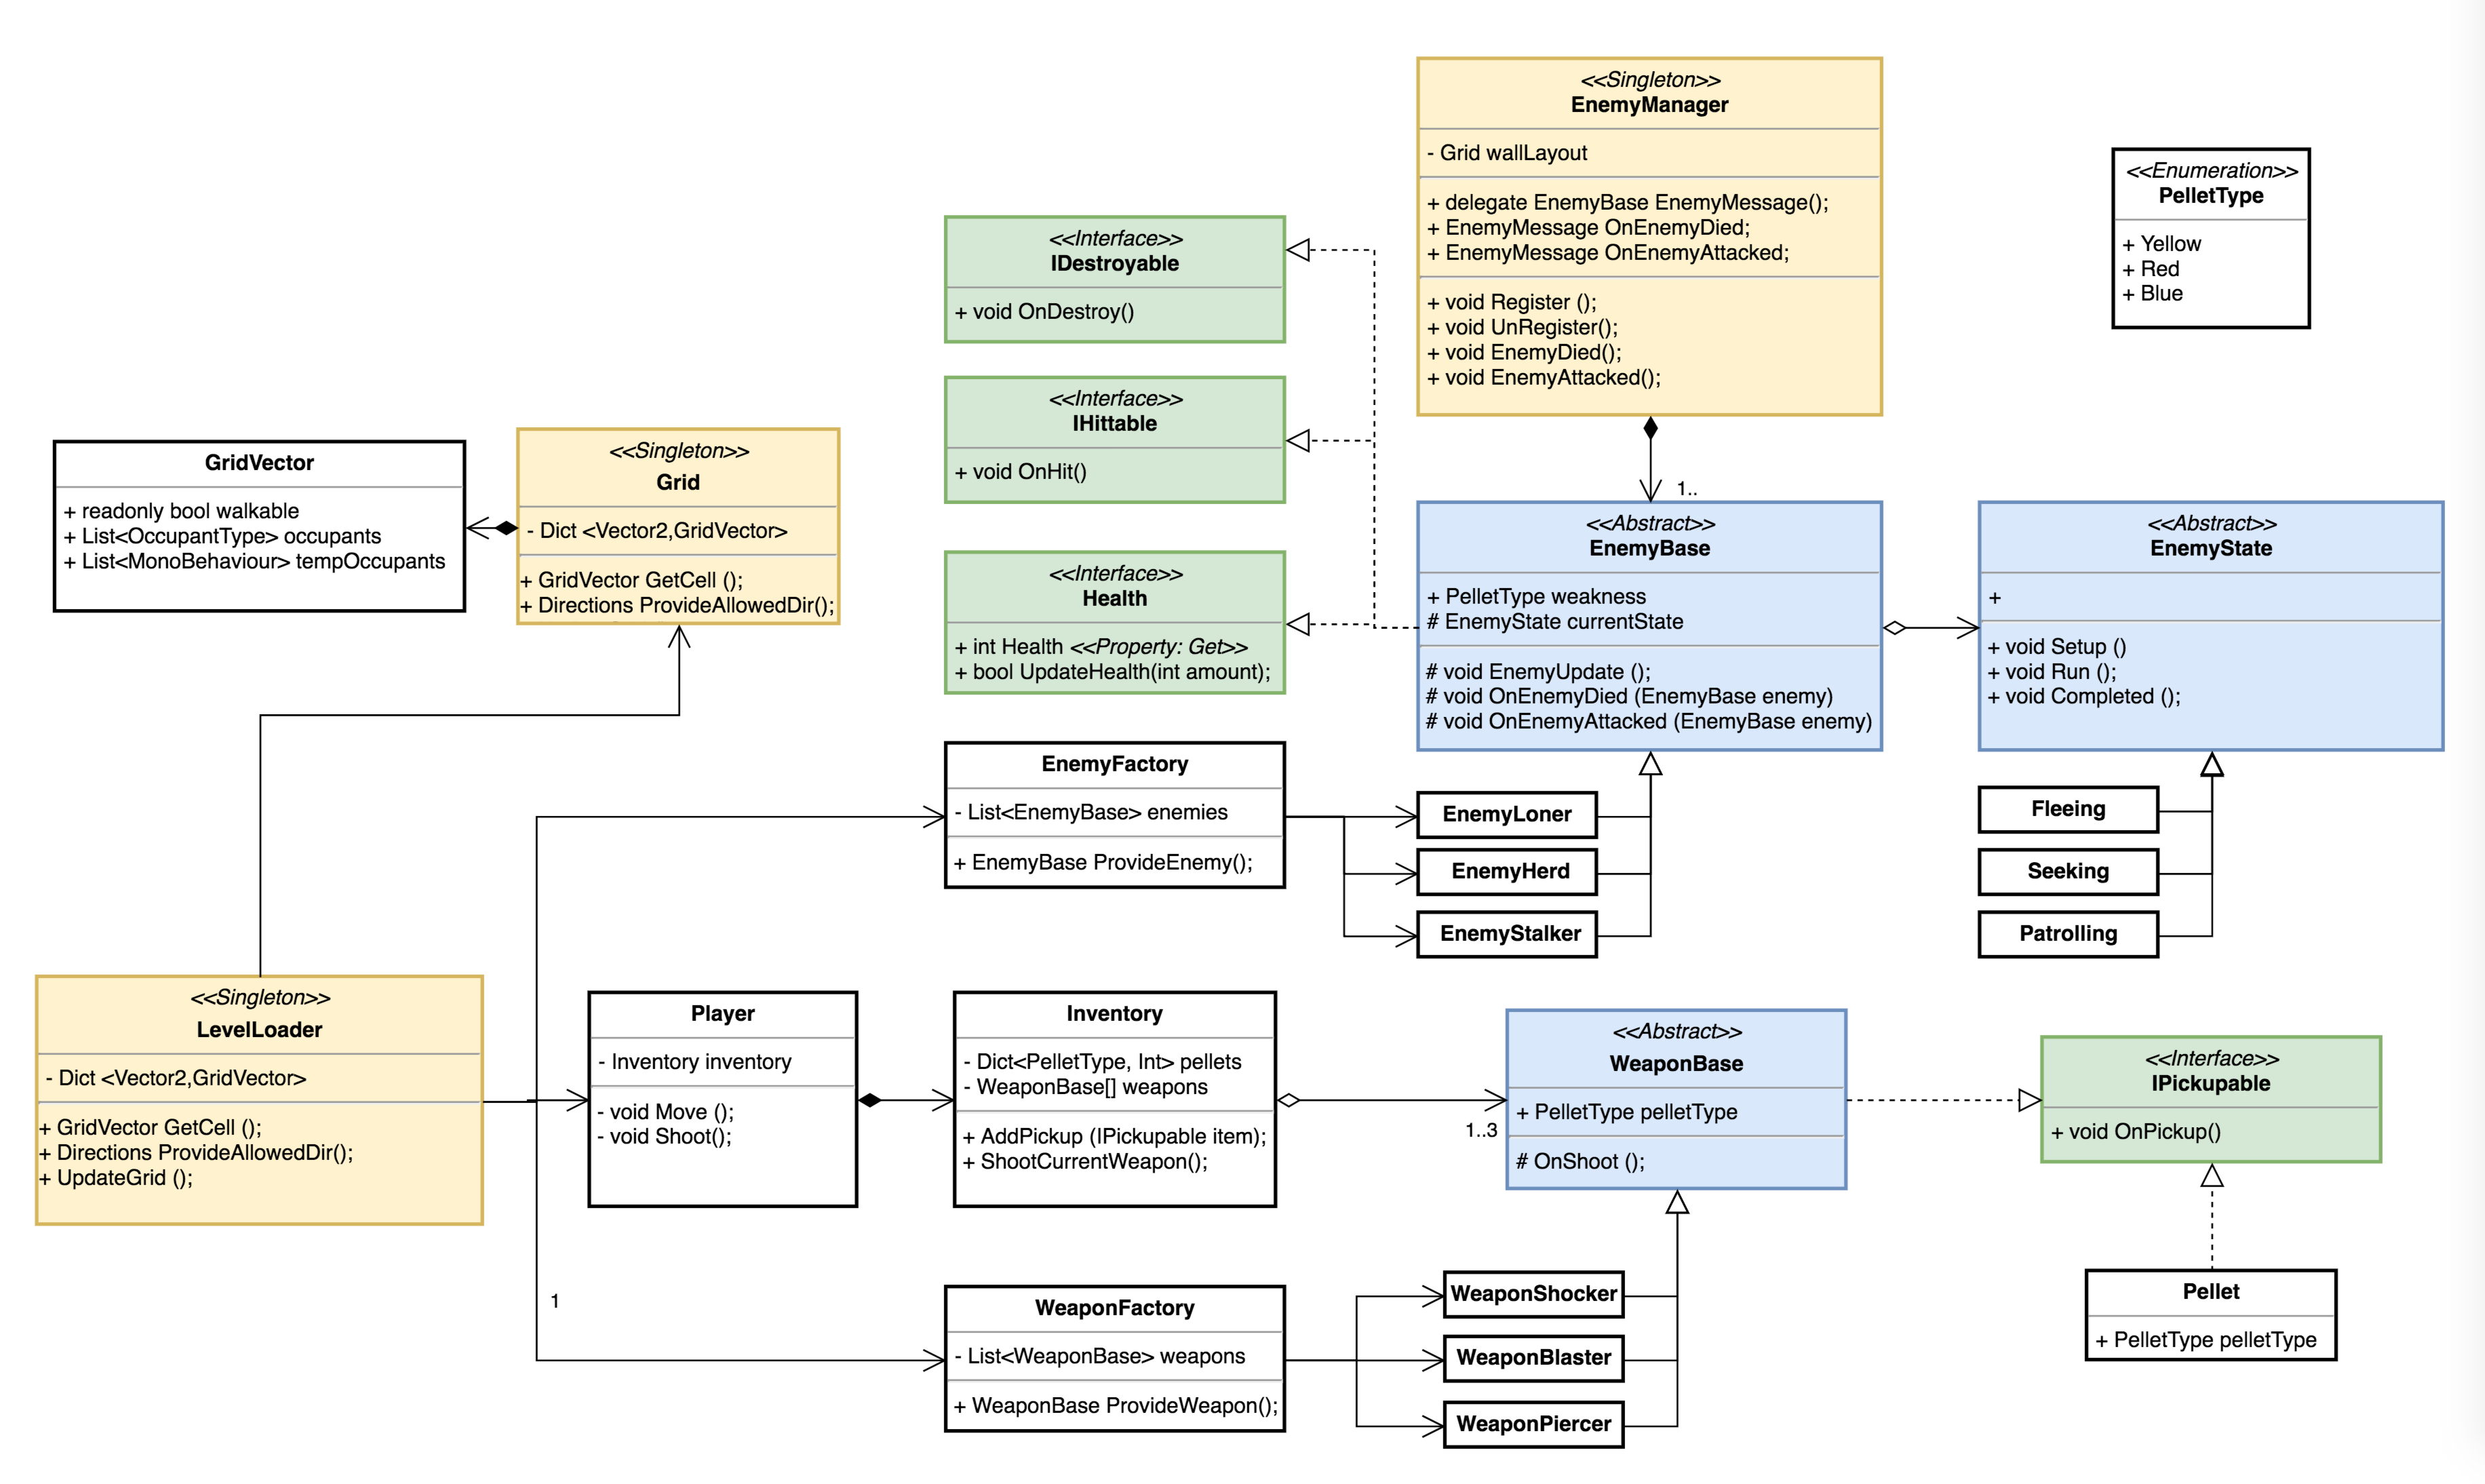 <<Singleton>>
EnemyManager
- Grid wallLayout
+ delegate EnemyBase EnemyMessage();
+ EnemyMessage OnEnemyDied;
+ EnemyMessage OnEnemyAttacked;
+ void Register ();
+ void UnRegister();
+ void EnemyDied();
+ void EnemyAttacked();
<<Enumeration>>
PelletType
+ Yellow
+ Red
+ Blue
<<Interface>>
IDestroyable
+ void OnDestroy()
<<Interface>>
IHittable
+ void OnHit()
GridVector
+ readonly bool walkable
+ List<OccupantType> occupants
+ List<MonoBehaviour> tempOccupants
<<Singleton>>
Grid
- Dict <Vector2,GridVector>
+ GridVector GetCell ();
+ Directions ProvideAllowedDir();
<<Interface>>
Health
+ int Health <<Property: Get>>
+ bool UpdateHealth(int amount);
1..
<<Abstract>>
EnemyBase
+ PelletType weakness
# EnemyState currentState
# void EnemyUpdate ();
# void OnEnemyDied (EnemyBase enemy)
# void OnEnemyAttacked (EnemyBase enemy)
<<Abstract>>
EnemyState
+
+ void Setup ()
+ void Run ();
+ void Completed ();
EnemyFactory
- List<EnemyBase> enemies
+ EnemyBase ProvideEnemy();
EnemyLoner
EnemyHerd
EnemyStalker
Fleeing
Seeking
Patrolling
<<Singleton>>
LevelLoader
- Dict <Vector2,GridVector>
+ GridVector GetCell ();
+ Directions ProvideAllowedDir();
+ UpdateGrid ();
Player
- Inventory inventory
- void Move ();
- void Shoot();
Inventory
- Dict<PelletType, Int> pellets
- WeaponBase[] weapons
+ AddPickup (IPickupable item);
+ ShootCurrentWeapon();
1..3
<<Abstract>>
WeaponBase
+ PelletType pelletType
# OnShoot ();
<<Interface>>
IPickupable
+ void OnPickup()
1
WeaponFactory
- List<WeaponBase> weapons
+ WeaponBase ProvideWeapon();
WeaponShocker
WeaponBlaster
WeaponPiercer
Pellet
+ PelletType pelletType